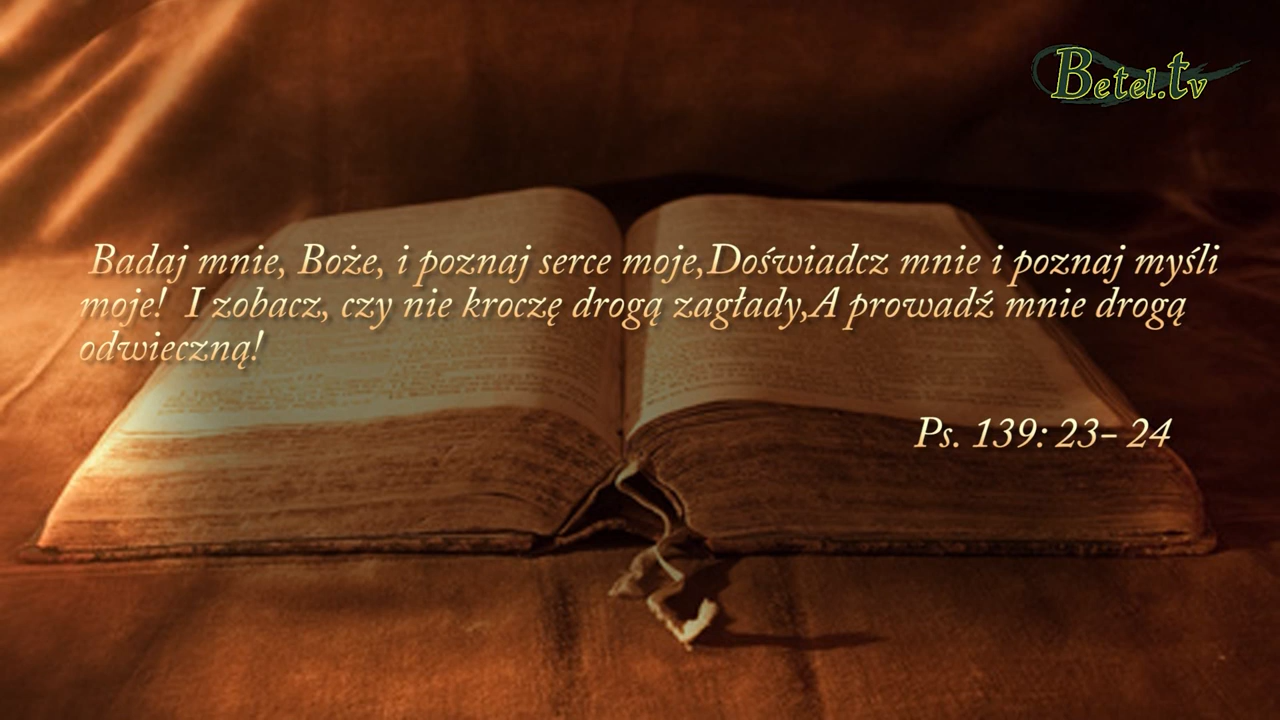 Betel.tv
Badaj mnie, Boże, i poznaj serce moje,Doświadcz mnie i poznaj myśli
moje!  I zobacz, czy nie kroczę drogą zagłady,A prowadź mnie drogą
odwieczną!
Ps. 139: 23- 24